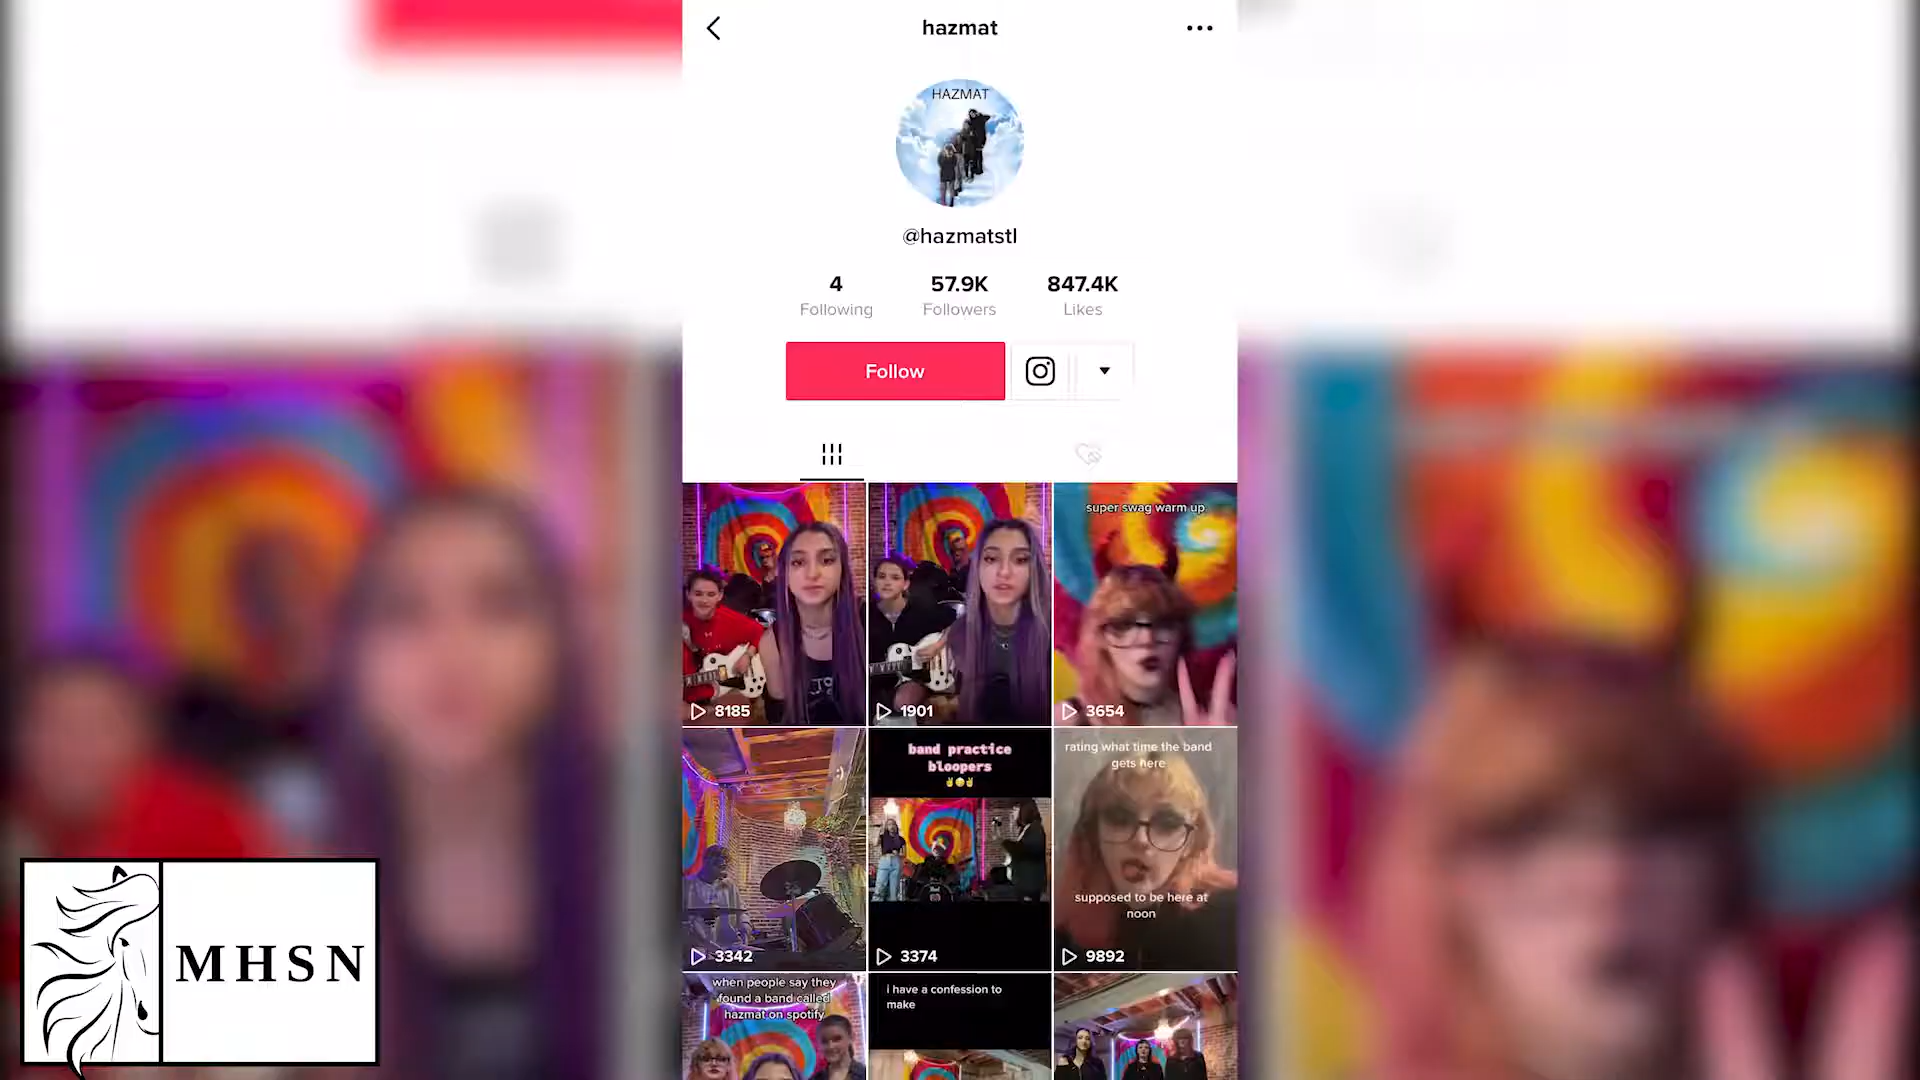 hazmat
HAZMAT
@hazmatstl
4
Following
57.9K
Followers
847.4K
Likes
Follow
super swag warm up
8185
1901
3654
band practice
bloopers
rating what time the band
gets here
supposed to be here at
noon
3342
3374
9892
when people say they
found a band called
hazmat on spotify
i have a confession to
make
MHSN